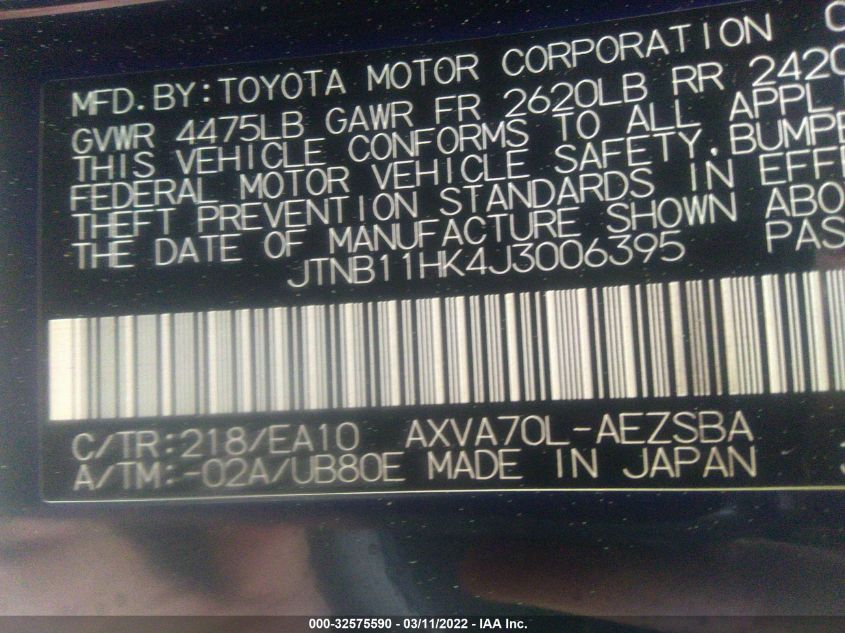 MFD.BY:TOYOTA MOTOR CORPORATION
GVWR 4475LB GAWR FR 2620LB RR 2420
THIS VEHICLE CONFORMS TO ALL APPL
FEDERAL MOTOR VEHICLE SAFETY, BUMPE
THEFT PREVENTION STANDARDS IN EFFE
THE DATE OF MANUFACTURE SHOWN ABO
JTNB11HK4J3006395 PAS
C/TR:218/EA10 AXVA70L-AEZSBA
A/TM:-02A/UB80E MADE IN JAPAN
000-32575590 - 03/11/2022 - IAA Inc.